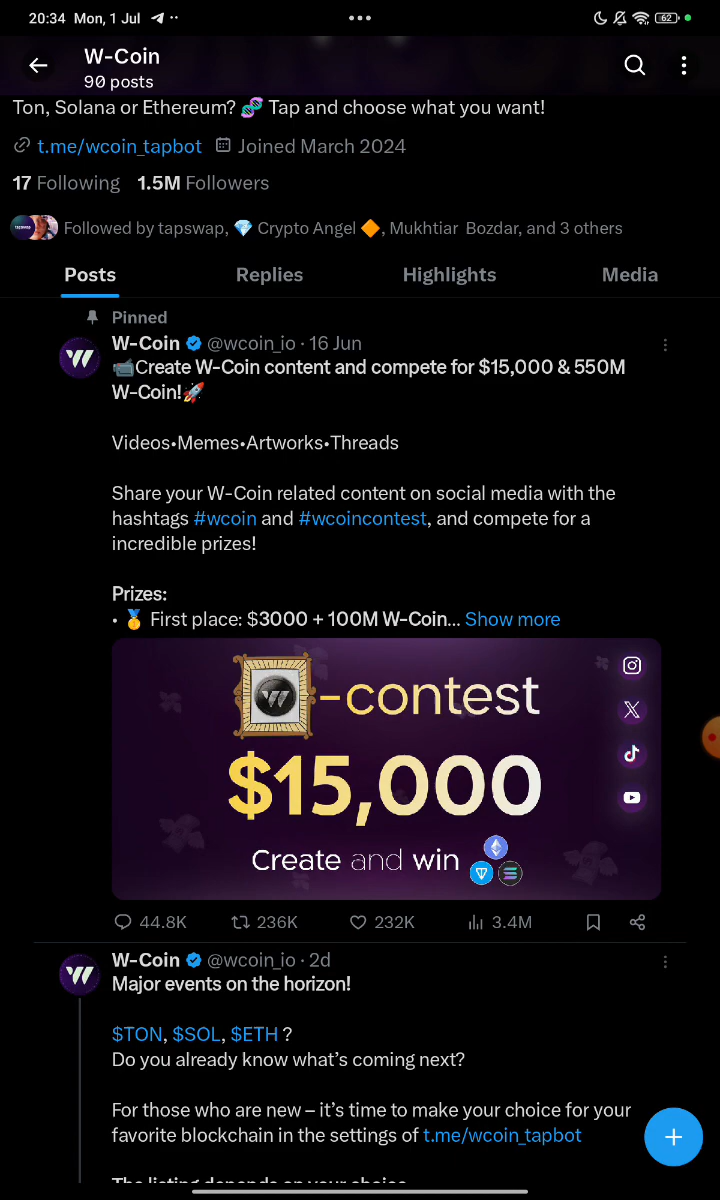 20:34 Mon, 1 Jul
62
W-Coin
90 posts
Ton, Solana or Ethereum? 🧬 Tap and choose what you want!
t.me/wcoin_tapbot Joined March 2024
17 Following 1.5M Followers
Followed by tapswap, 💎 Crypto Angel 🔶, Mukhtiar Bozdar, and 3 others
Posts Replies Highlights Media
Pinned
W-Coin @wcoin_io · 16 Jun
📹Create W-Coin content and compete for $15,000 & 550M
W-Coin!🚀
Videos•Memes•Artworks•Threads
Share your W-Coin related content on social media with the
hashtags #wcoin and #wcoincontest, and compete for a
incredible prizes!
Prizes:
• 🥇 First place: $3000 + 100M W-Coin... Show more
-contest
$15,000
Create and win
44.8K 236K 232K 3.4M
W-Coin @wcoin_io · 2d
Major events on the horizon!
$TON, $SOL, $ETH ?
Do you already know what's coming next?
For those who are new – it's time to make your choice for your
favorite blockchain in the settings of t.me/wcoin_tapbot
The listing depends on your choice